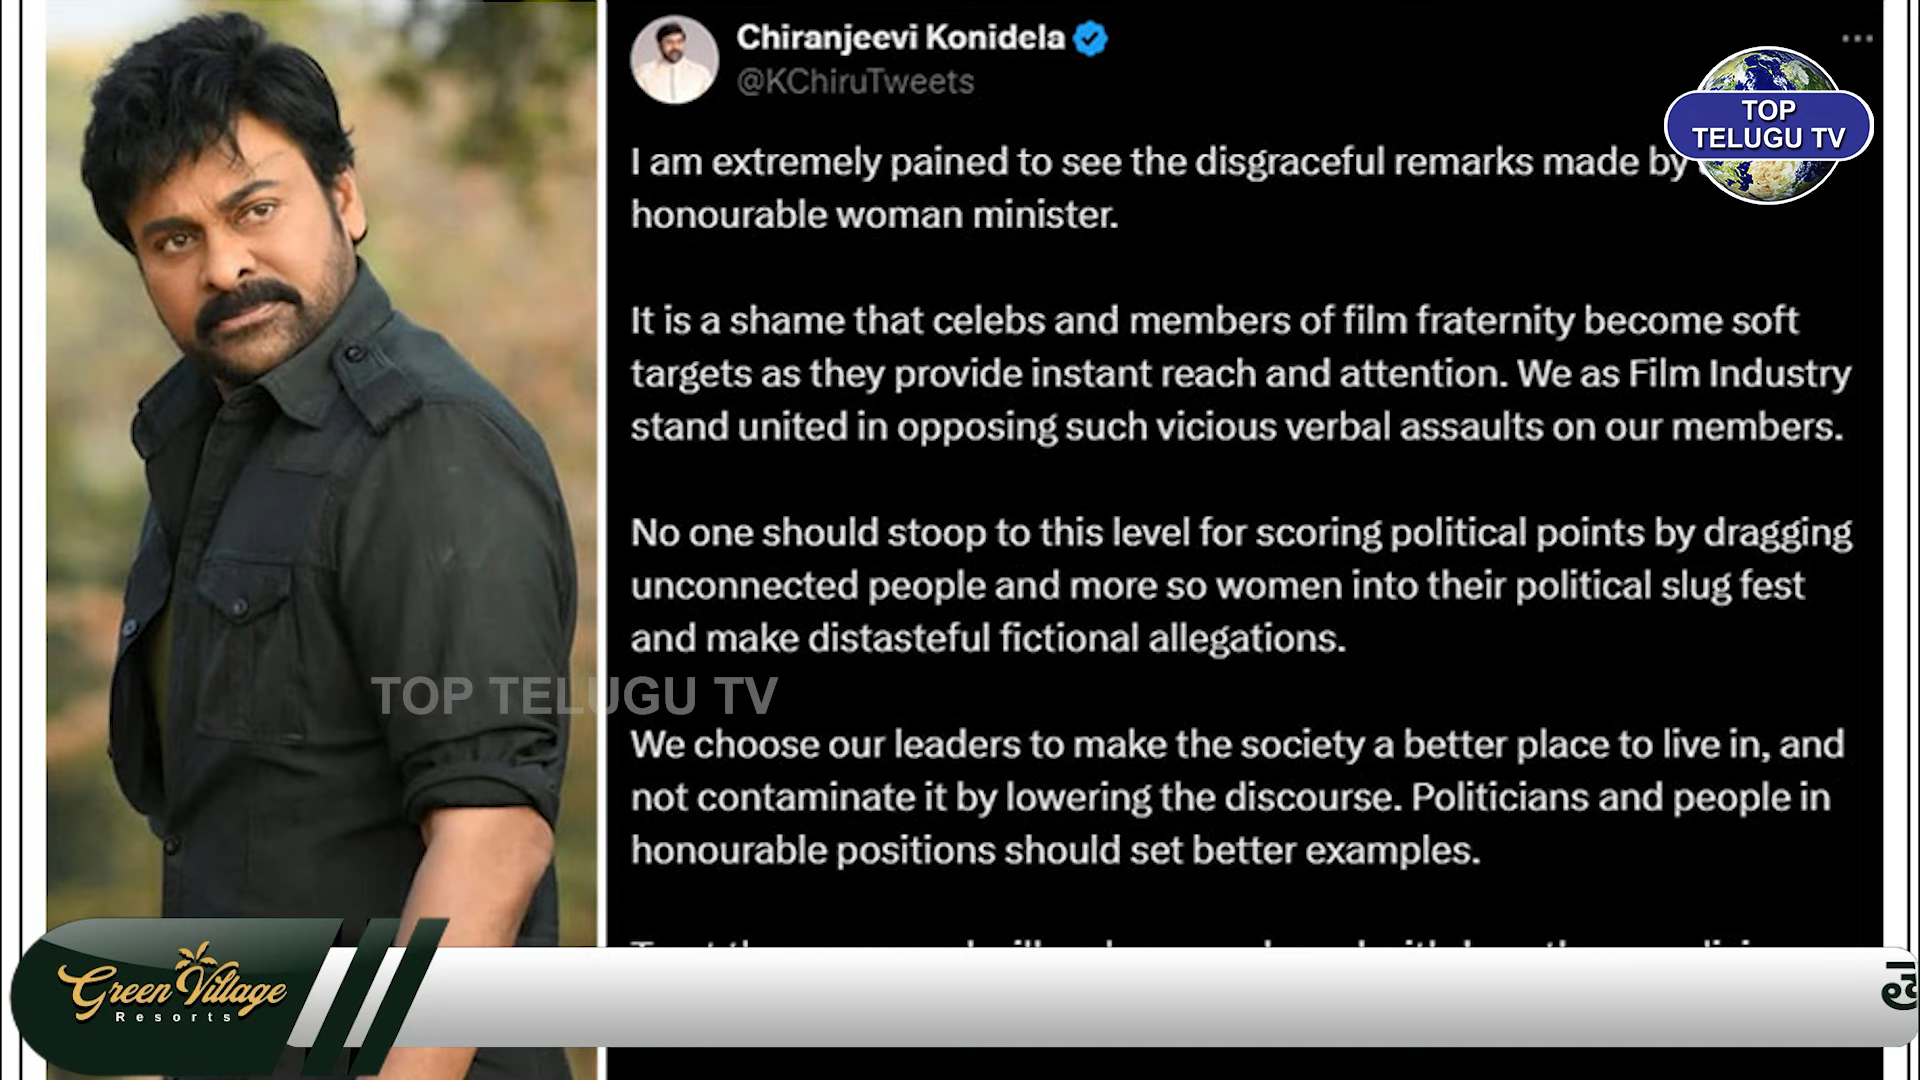 Chiranjeevi Konidela
@KChiruTweets
TOP
TELUGU TV
I am extremely pained to see the disgraceful remarks made by
honourable woman minister.
It is a shame that celebs and members of film fraternity become soft
targets as they provide instant reach and attention. We as Film Industry
stand united in opposing such vicious verbal assaults on our members.
No one should stoop to this level for scoring political points by dragging
unconnected people and more so women into their political slug fest
and make distasteful fictional allegations.
TOP TELUGU TV
We choose our leaders to make the society a better place to live in, and
not contaminate it by lowering the discourse. Politicians and people in
honourable positions should set better examples.
Green Village
Resorts